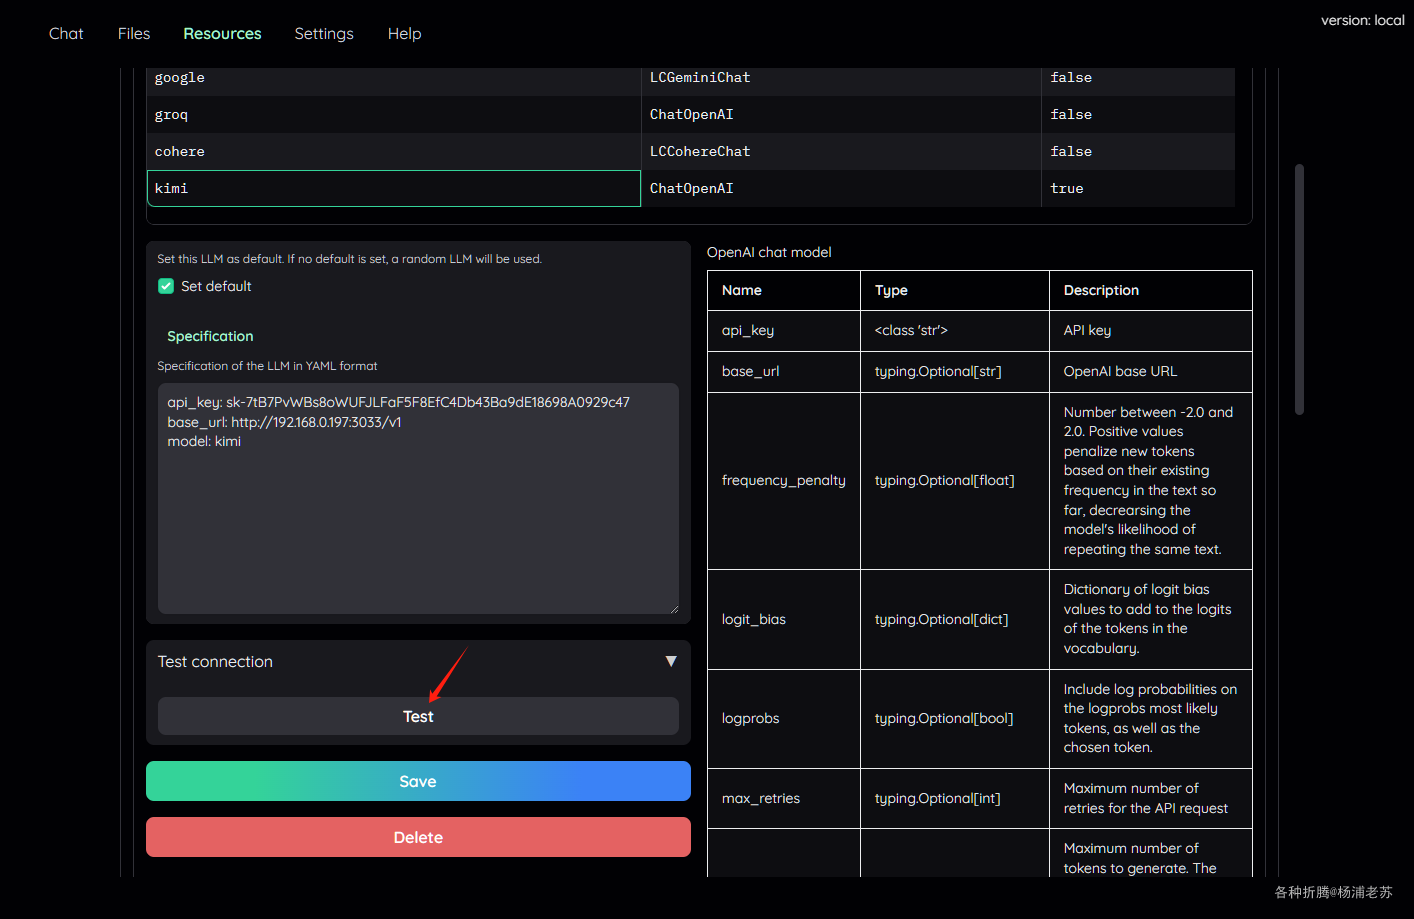 Chat Files Resources Settings Help
version: local
google LCGeminiChat false
groq ChatOpenAI false
cohere LCCohereChat false
kimi ChatOpenAI true
Set this LLM as default. If no default is set, a random LLM will be used.
Set default
Specification
Specification of the LLM in YAML format
api_key: sk-7tB7PvWBs8oWUFJLFaF5F8EfC4Db43Ba9dE18698A0929c47
base_url: http://192.168.0.197:3033/v1
model: kimi
Test connection ▼
Test
Save
Delete
OpenAI chat model
Name Type Description
api_key <class 'str'> API key
base_url typing.Optional[str] OpenAI base URL
frequency_penalty typing.Optional[float]
Number between -2.0 and
2.0. Positive values
penalize new tokens
based on their existing
frequency in the text so
far, decrearsing the
model's likelihood of
repeating the same text.
logit_bias typing.Optional[dict]
Dictionary of logit bias
values to add to the logits
of the tokens in the
vocabulary.
logprobs typing.Optional[bool]
Include log probabilities on
the logprobs most likely
tokens, as well as the
chosen token.
max_retries typing.Optional[int]
Maximum number of
retries for the API request
Maximum number of
tokens to generate. The
各种折腾@杨浦老苏